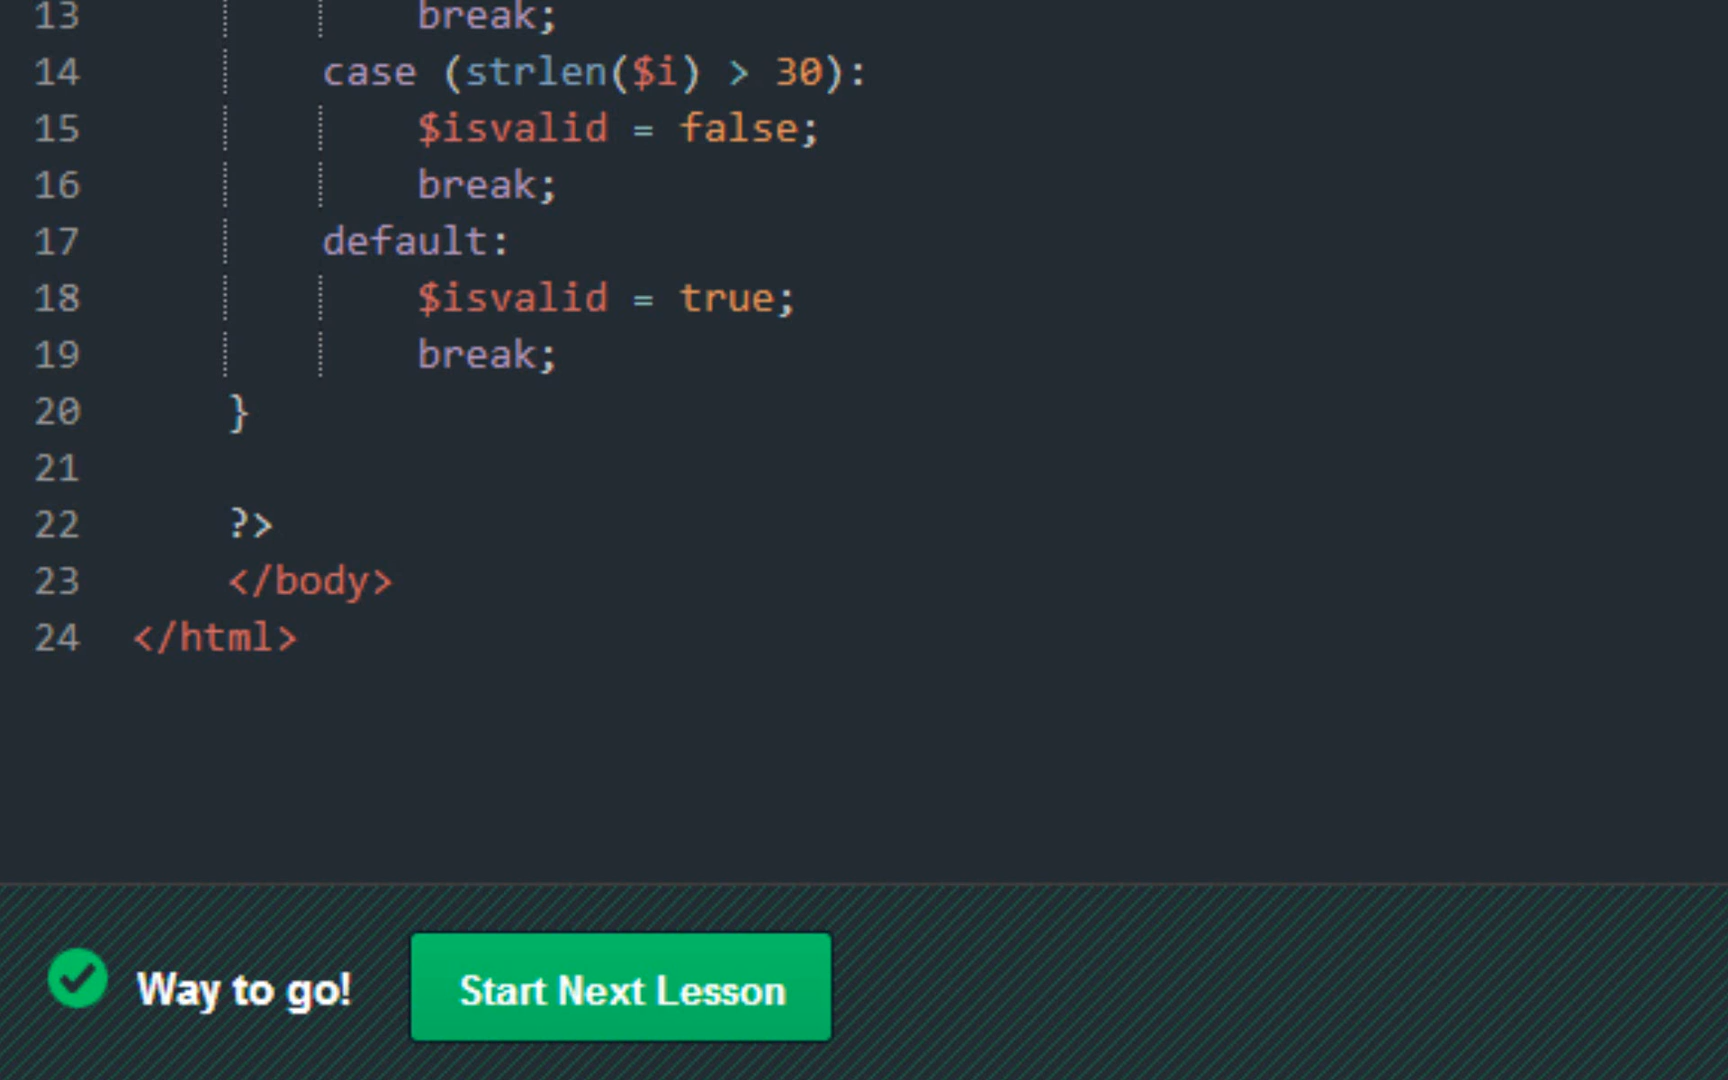 13 break;
14 case (strlen($i) > 30):
15 $isvalid = false;
16 break;
17 default:
18 $isvalid = true;
19 break;
20 }
21
22 ?>
23 </body>
24 </html>
Way to go!
Start Next Lesson